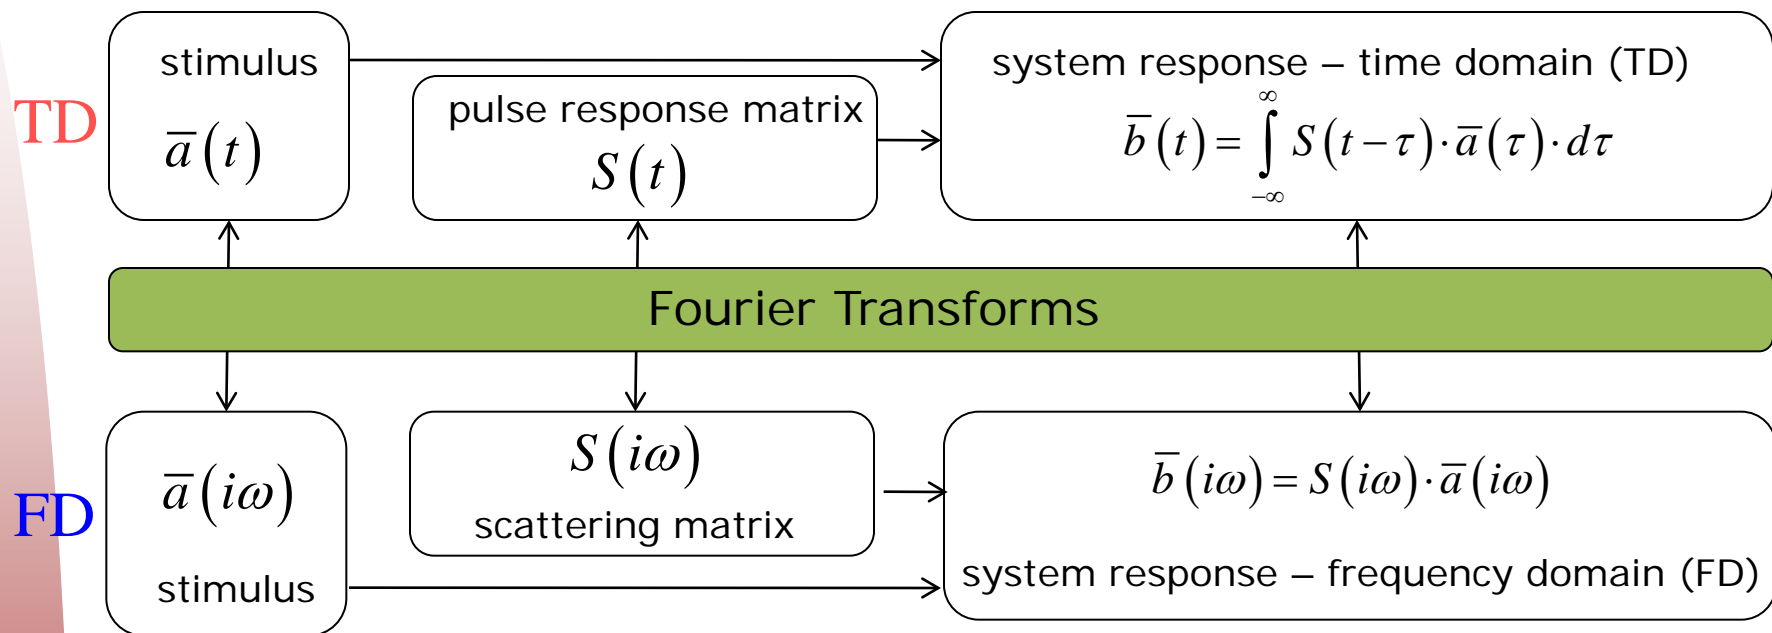 TD
stimulus
a̅(t)
pulse response matrix
S(t)
system response – time domain (TD)
b̅(t) = ∫_{−∞}^{∞} S(t−τ)·a̅(τ)·dτ
Fourier Transforms
FD
a̅(iω)
stimulus
S(iω)
scattering matrix
b̅(iω) = S(iω)·a̅(iω)
system response – frequency domain (FD)